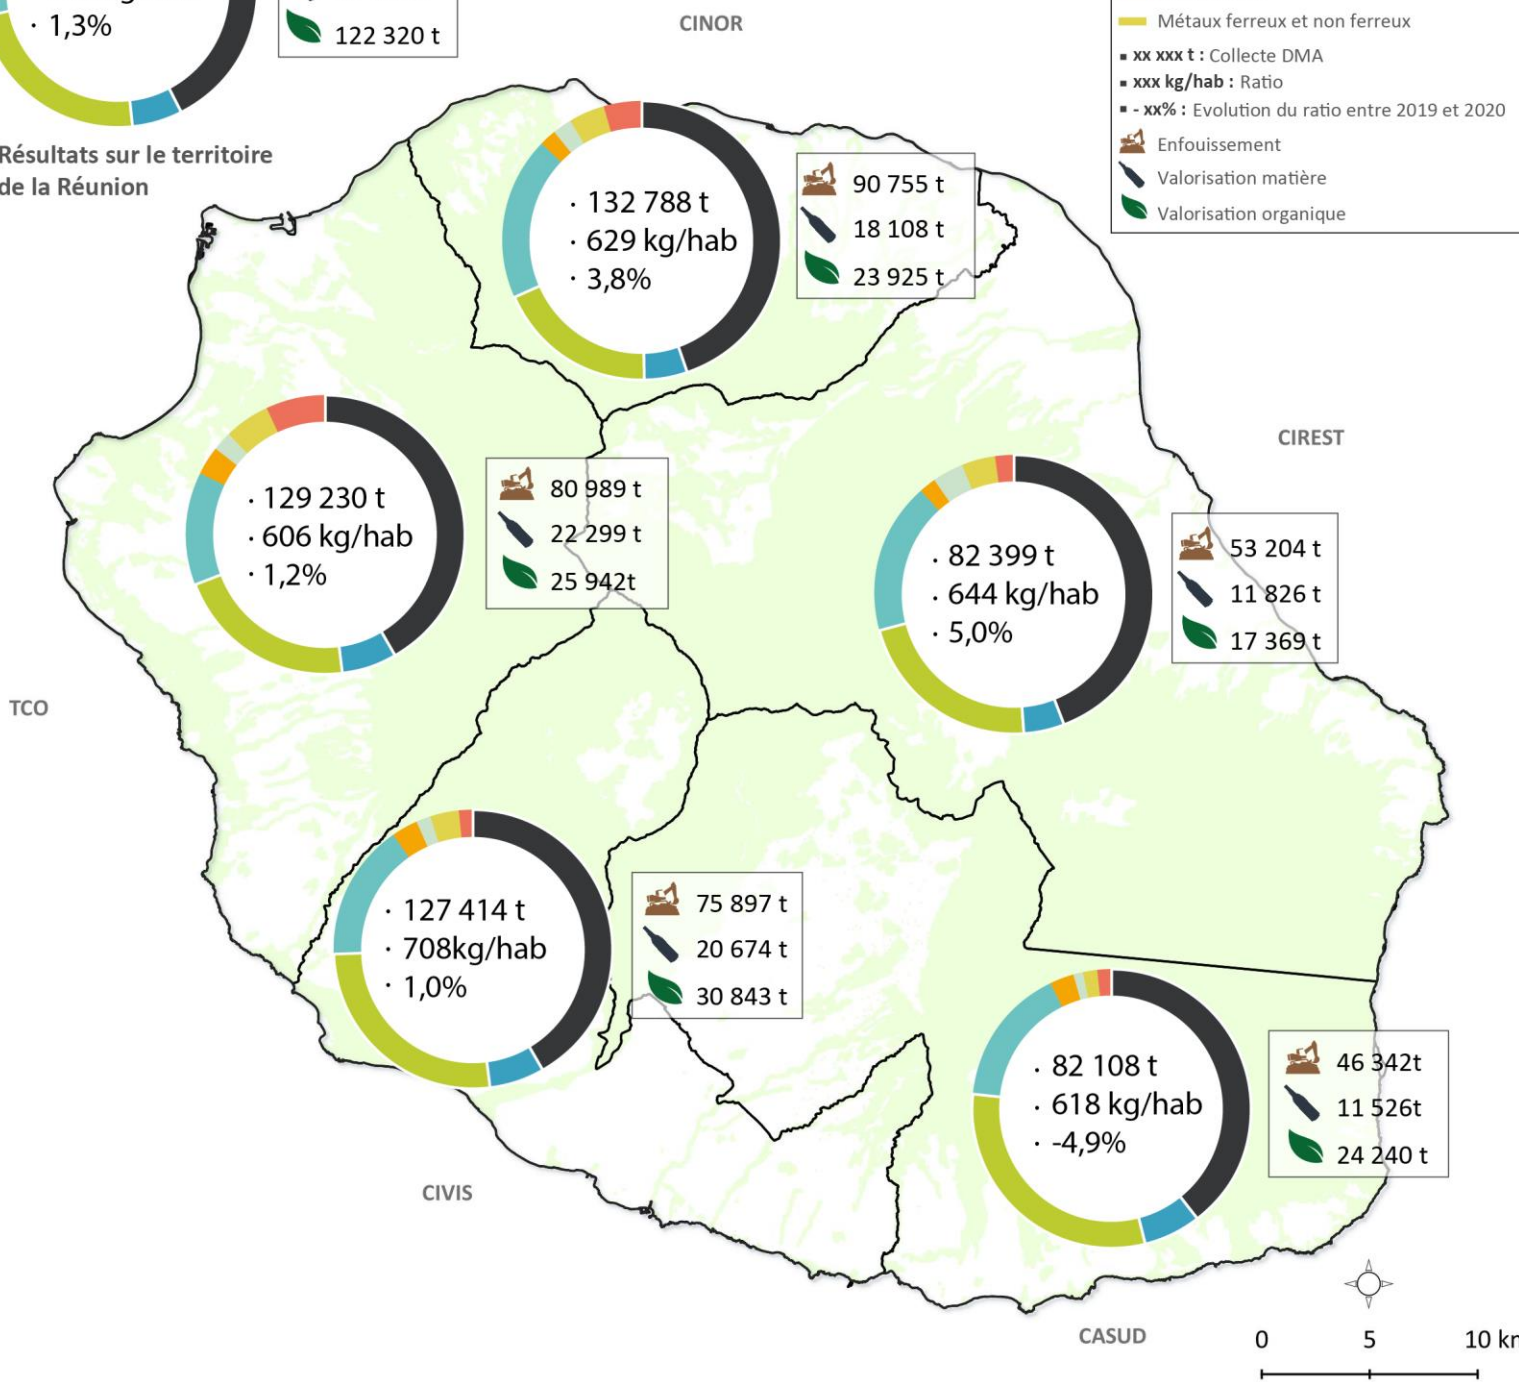 · 1,3%
122 320 t
Résultats sur le territoire
de la Réunion
CINOR
Métaux ferreux et non ferreux
▪ xx xxx t : Collecte DMA
▪ xxx kg/hab : Ratio
▪ - xx% : Evolution du ratio entre 2019 et 2020
Enfouissement
Valorisation matière
Valorisation organique
· 132 788 t
· 629 kg/hab
· 3,8%
90 755 t
18 108 t
23 925 t
· 129 230 t
· 606 kg/hab
· 1,2%
80 989 t
22 299 t
25 942t
CIREST
· 82 399 t
· 644 kg/hab
· 5,0%
53 204 t
11 826 t
17 369 t
TCO
· 127 414 t
· 708kg/hab
· 1,0%
75 897 t
20 674 t
30 843 t
· 82 108 t
· 618 kg/hab
· -4,9%
46 342t
11 526t
24 240 t
CIVIS
CASUD
0 5 10 km